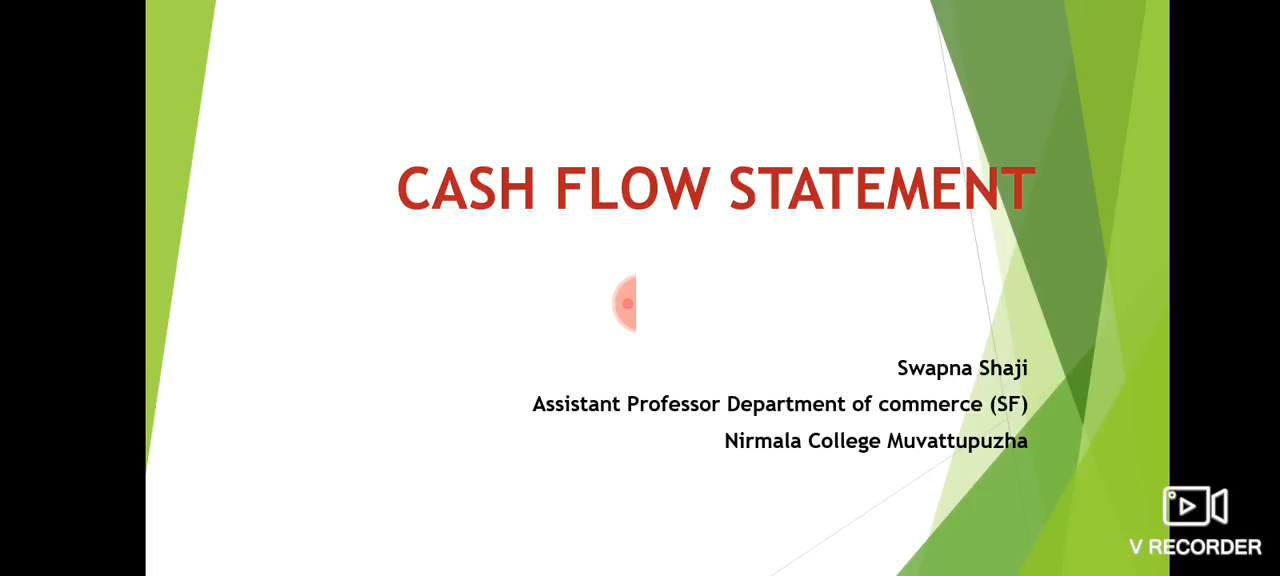 CASH FLOW STATEMENT
Swapna Shaji
Assistant Professor Department of commerce (SF)
Nirmala College Muvattupuzha
V RECORDER